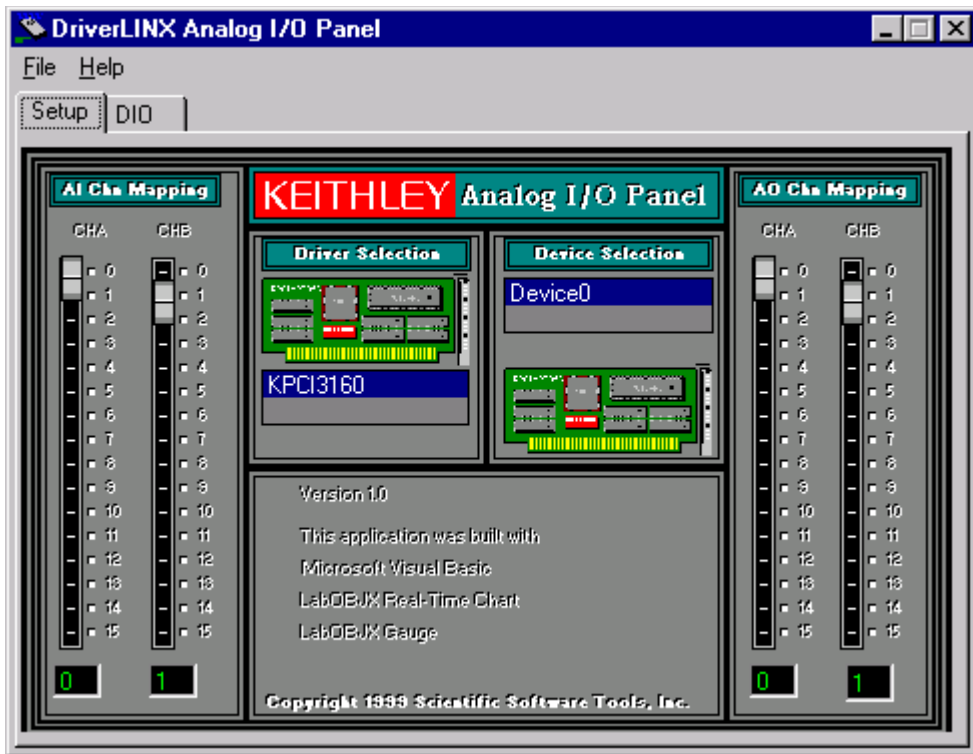 DriverLINX Analog I/O Panel
File Help
Setup DIO
AI Chn Mapping
CHA CHB
0 0
1 1
2 2
3 3
4 4
5 5
6 6
7 7
8 8
9 9
10 10
11 11
12 12
13 13
14 14
15 15
0 1
KEITHLEY Analog I/O Panel
Driver Selection
KPCI3160
Device Selection
Device0
Version 1.0
This application was built with
Microsoft Visual Basic
LabOBJX Real-Time Chart
LabOBJX Gauge
Copyright 1999 Scientific Software Tools, Inc.
AO Chn Mapping
CHA CHB
0 0
1 1
2 2
3 3
4 4
5 5
6 6
7 7
8 8
9 9
10 10
11 11
12 12
13 13
14 14
15 15
0 1